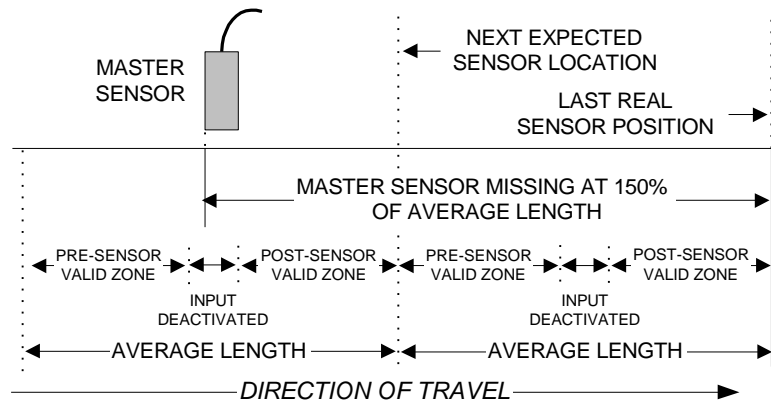 MASTER
SENSOR
NEXT EXPECTED
SENSOR LOCATION
LAST REAL
SENSOR POSITION
MASTER SENSOR MISSING AT 150%
OF AVERAGE LENGTH
PRE-SENSOR
VALID ZONE
POST-SENSOR
VALID ZONE
PRE-SENSOR
VALID ZONE
POST-SENSOR
VALID ZONE
INPUT
DEACTIVATED
INPUT
DEACTIVATED
AVERAGE LENGTH
AVERAGE LENGTH
DIRECTION OF TRAVEL